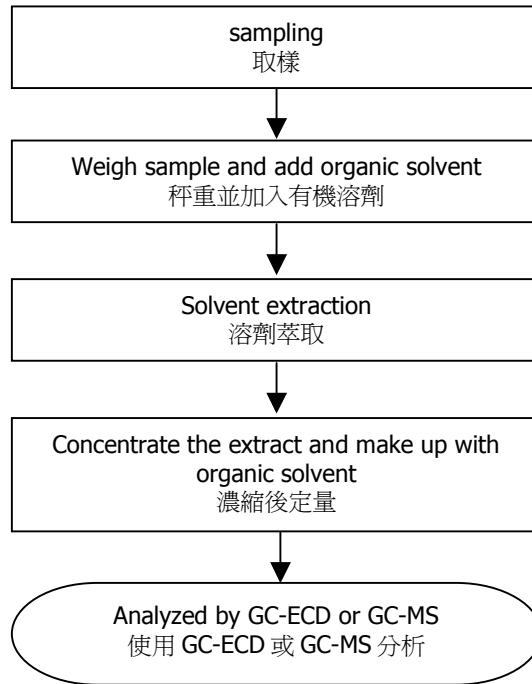 sampling
取樣
Weigh sample and add organic solvent
秤重並加入有機溶劑
Solvent extraction
溶劑萃取
Concentrate the extract and make up with
organic solvent
濃縮後定量
Analyzed by GC-ECD or GC-MS
使用 GC-ECD 或 GC-MS 分析